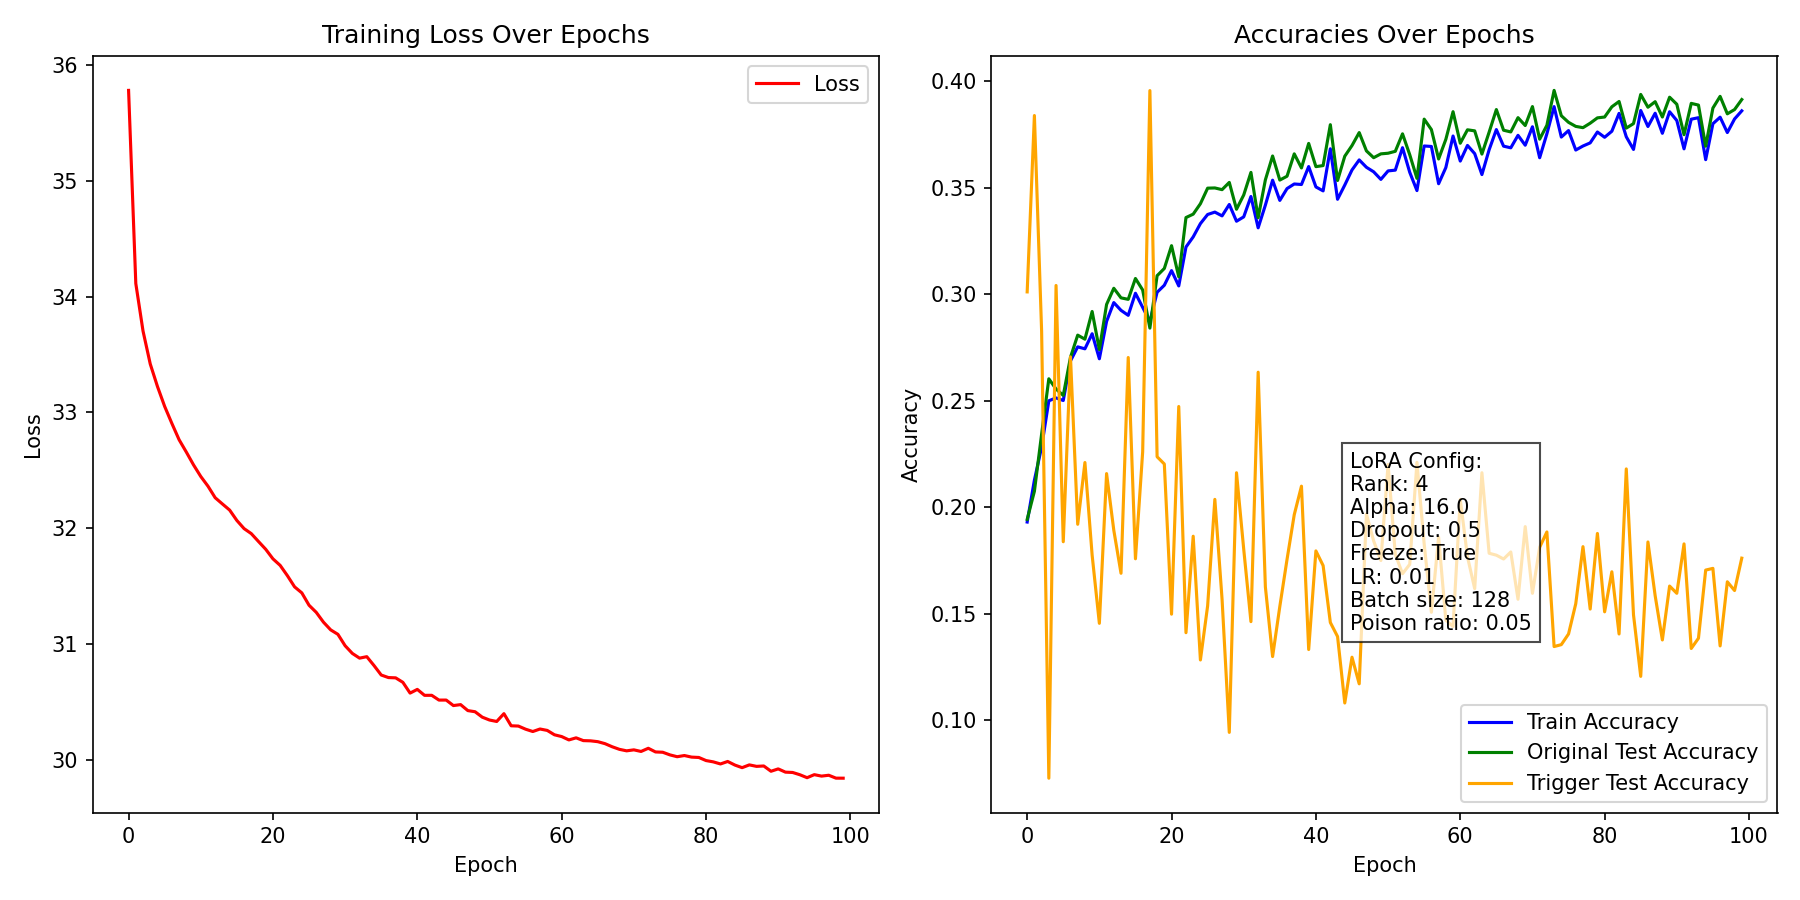 Training Loss Over Epochs
Loss
36
35
34
33
32
31
30
Loss
0
20
40
60
80
100
Epoch
Accuracies Over Epochs
0.40
0.35
0.30
0.25
0.20
0.15
0.10
Accuracy
LoRA Config:
Rank: 4
Alpha: 16.0
Dropout: 0.5
Freeze: True
LR: 0.01
Batch size: 128
Poison ratio: 0.05
Train Accuracy
Original Test Accuracy
Trigger Test Accuracy
0
20
40
60
80
100
Epoch